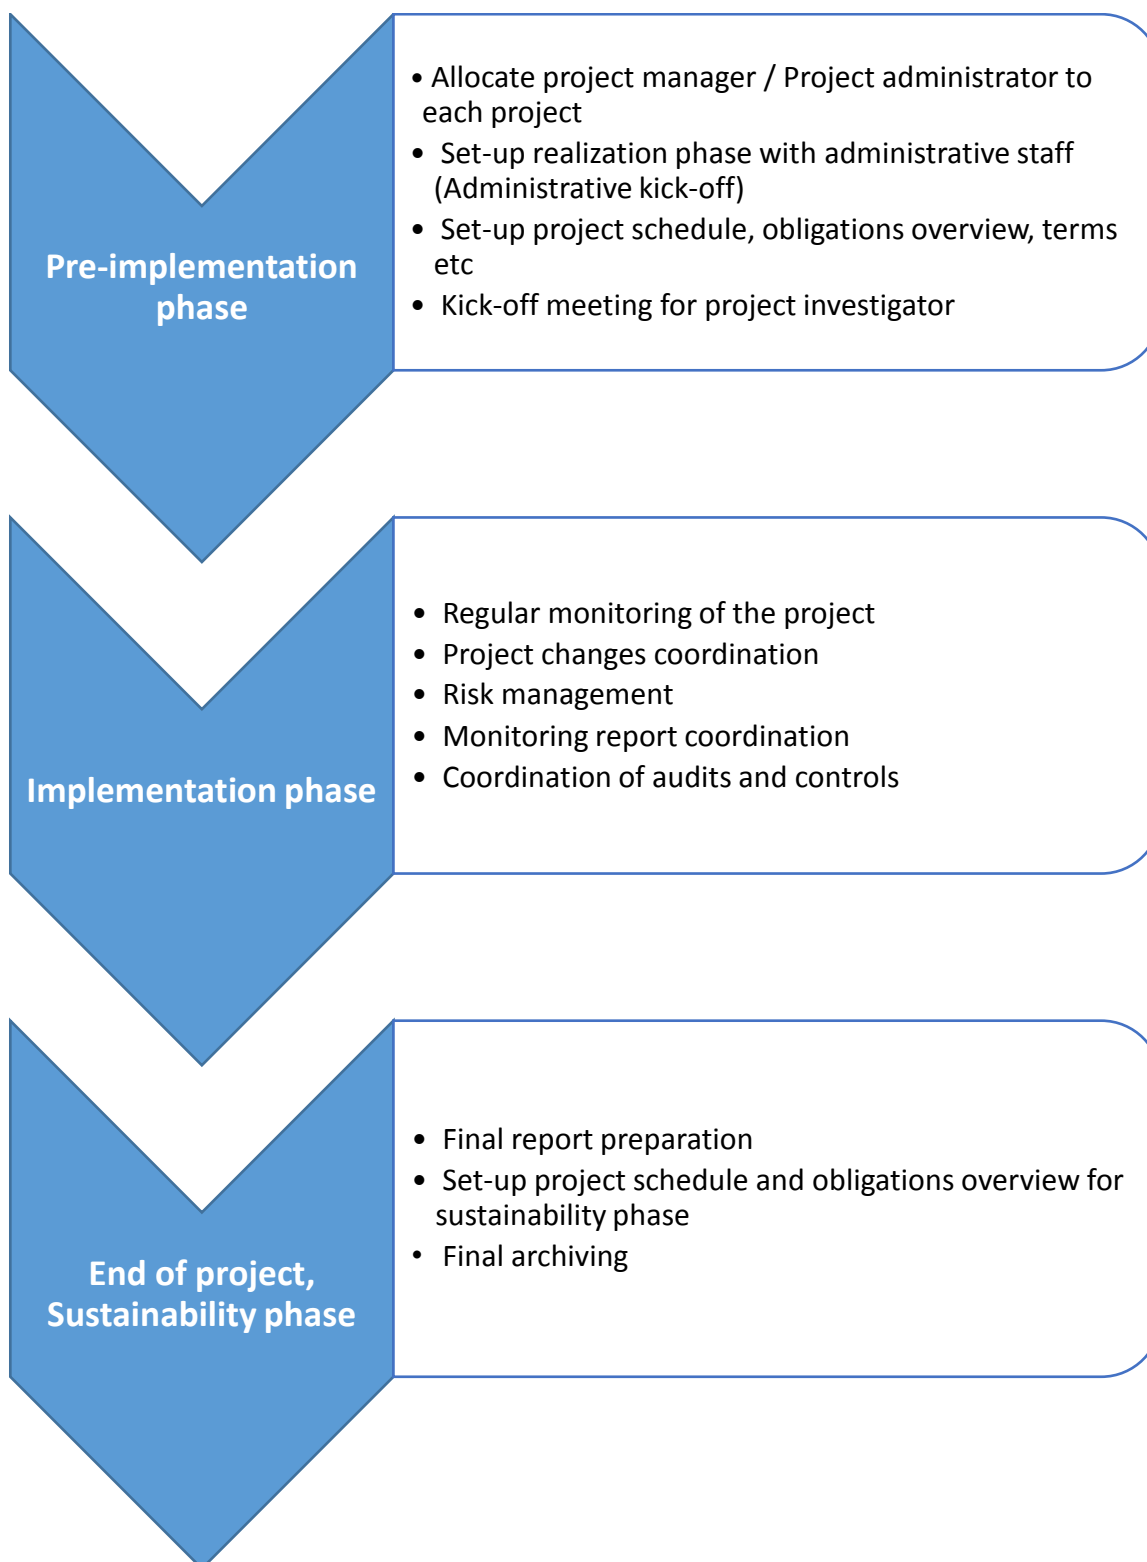 Pre-implementation
phase
• Allocate project manager / Project administrator to
each project
• Set-up realization phase with administrative staff
(Administrative kick-off)
• Set-up project schedule, obligations overview, terms
etc
• Kick-off meeting for project investigator
Implementation phase
• Regular monitoring of the project
• Project changes coordination
• Risk management
• Monitoring report coordination
• Coordination of audits and controls
End of project,
Sustainability phase
• Final report preparation
• Set-up project schedule and obligations overview for
sustainability phase
• Final archiving